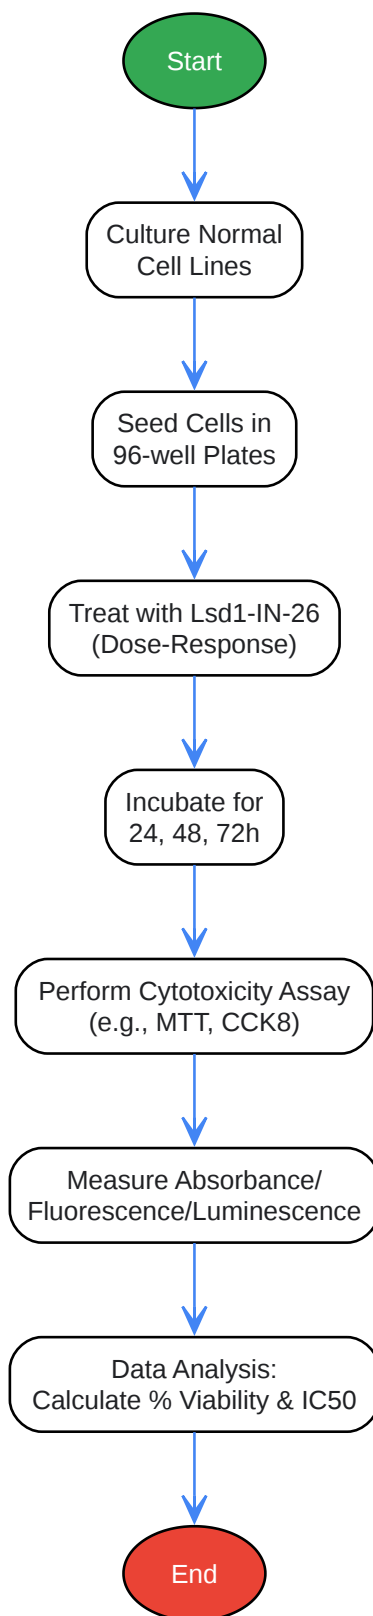 Start
Culture Normal
Cell Lines
Seed Cells in
96-well Plates
Treat with Lsd1-IN-26
(Dose-Response)
Incubate for
24, 48, 72h
Perform Cytotoxicity Assay
(e.g., MTT, CCK8)
Measure Absorbance/
Fluorescence/Luminescence
Data Analysis:
Calculate % Viability & IC50
End